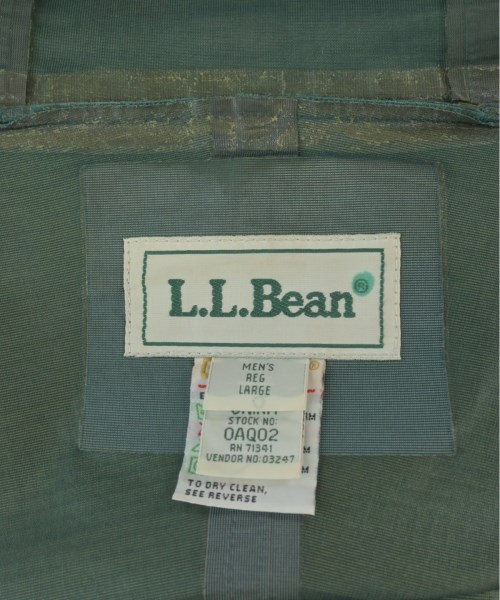 L.L.Bean®
MEN'S
REG
LARGE
STOCK NO:
0AQ02
RN 71341
VENDOR NO:03247
TO DRY CLEAN,
SEE REVERSE